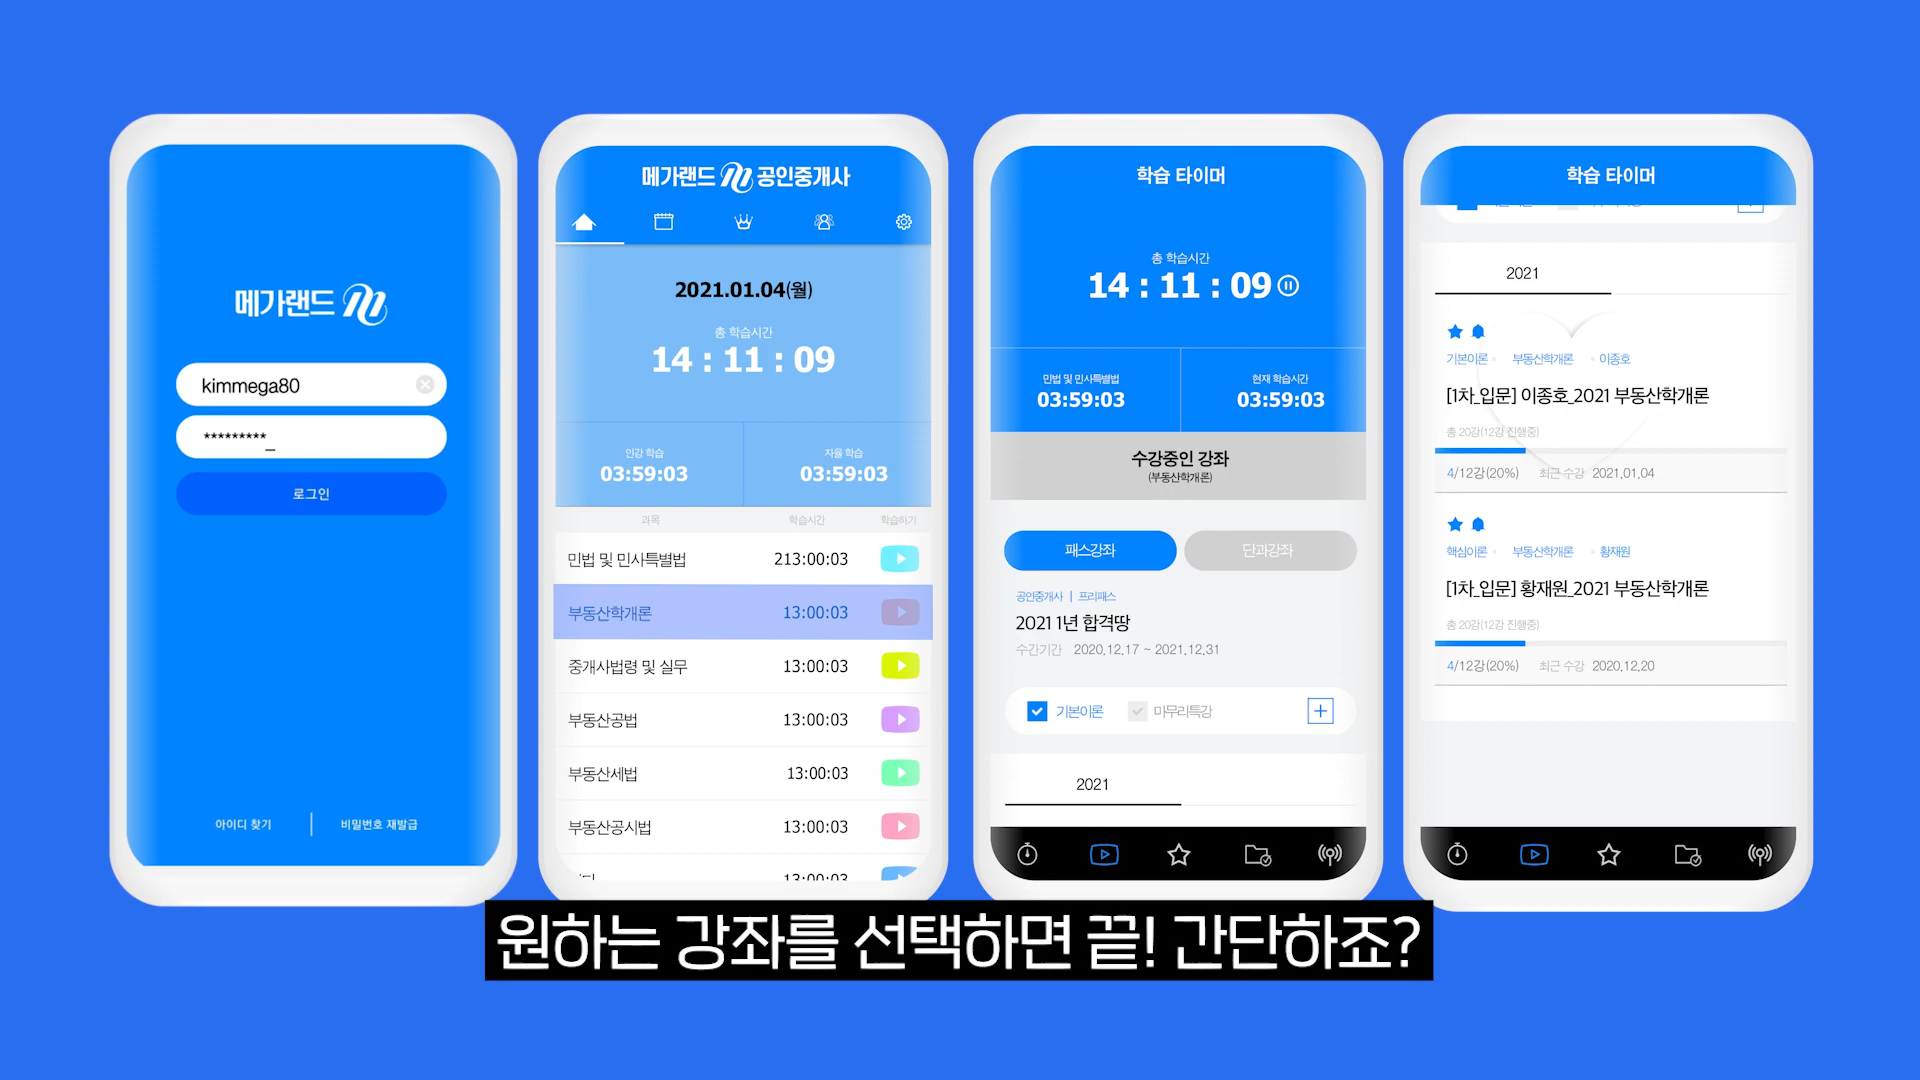 메가랜드
kimmega80
*********
로그인
아이디 찾기 | 비밀번호 재발급
메가랜드 공인중개사
2021.01.04(월)
총 학습시간
14 : 11 : 09
인강 학습 자율 학습
03:59:03 03:59:03
과목 학습시간 학습하기
민법 및 민사특별법 213:00:03
부동산학개론 13:00:03
중개사법령 및 실무 13:00:03
부동산공법 13:00:03
부동산세법 13:00:03
부동산공시법 13:00:03
13:00:03
학습 타이머
총 학습시간
14 : 11 : 09
민법 및 민사특별법 현재 학습시간
03:59:03 03:59:03
수강중인 강좌
(부동산학개론)
패스강좌 단과강좌
공인중개사 | 프리패스
2021 1년 합격땅
수간기간 2020.12.17 ~ 2021.12.31
기본이론 마무리특강
2021
학습 타이머
2021
기본이론 부동산학개론 이종호
[1차_입문] 이종호_2021 부동산학개론
총 20강(12강 진행중)
4/12강(20%) 최근 수강 2021.01.04
핵심이론 부동산학개론 황재원
[1차_입문] 황재원_2021 부동산학개론
총 20강(12강 진행중)
4/12강(20%) 최근 수강 2020.12.20
원하는 강좌를 선택하면 끝! 간단하죠?